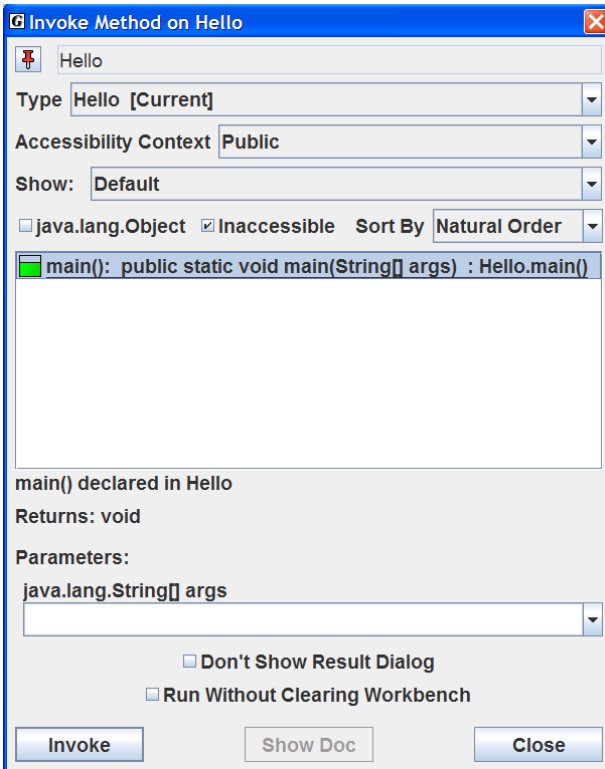 G Invoke Method on Hello
Hello
Type Hello [Current]
Accessibility Context Public
Show: Default
java.lang.Object Inaccessible Sort By Natural Order
main(): public static void main(String[] args) : Hello.main()
main() declared in Hello
Returns: void
Parameters:
java.lang.String[] args
Don't Show Result Dialog
Run Without Clearing Workbench
Invoke Show Doc Close